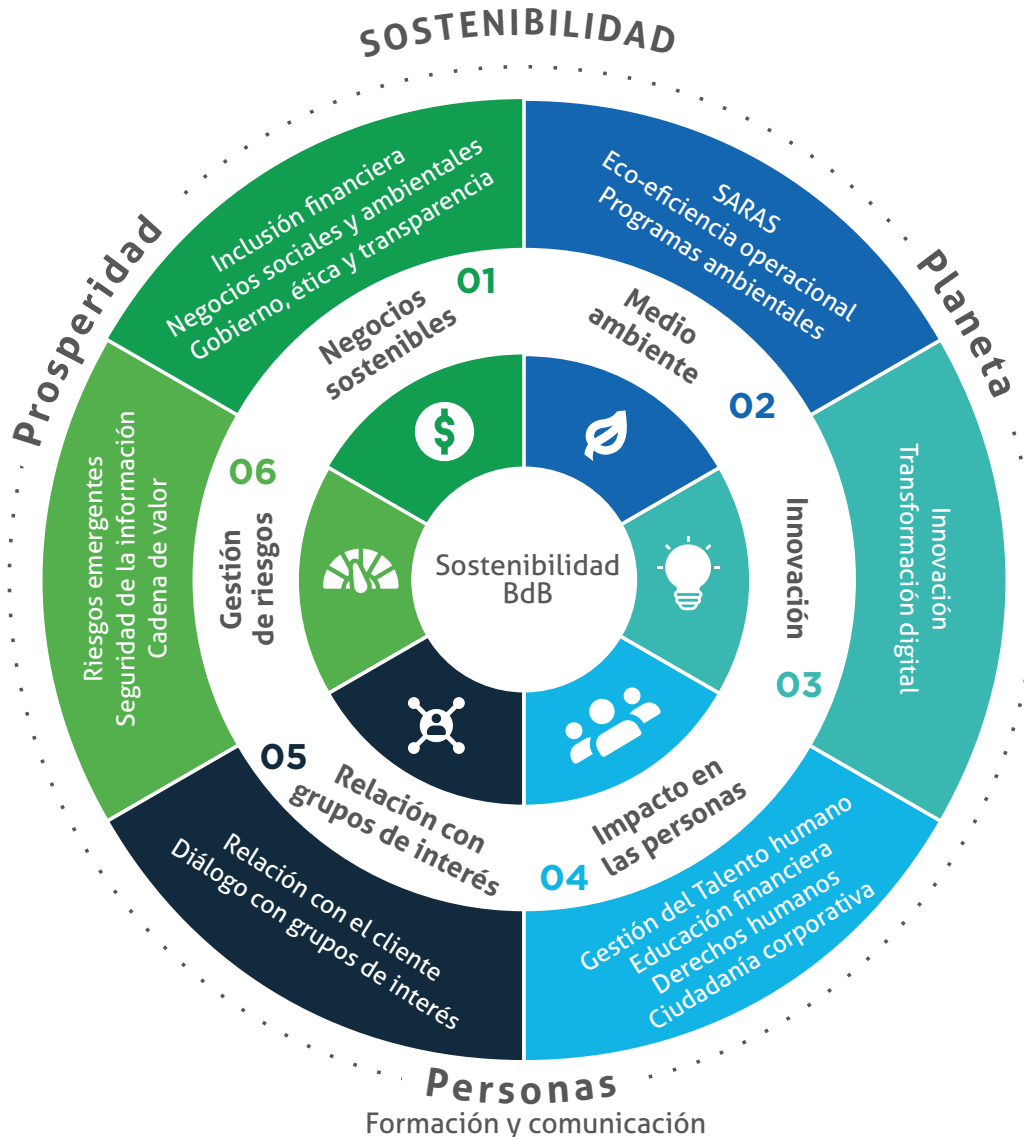 SOSTENIBILIDAD
Prosperidad
Planeta
Inclusión financiera
Negocios sociales y ambientales
Gobierno, ética y transparencia
01
Negocios
sostenibles
SARAS
Eco-eficiencia operacional
Programas ambientales
Medio
ambiente
02
Innovación
Transformación digital
Innovación
03
Gestión del Talento humano
Educación financiera
Derechos humanos
Ciudadanía corporativa
Impacto en
las personas
04
Relación con el cliente
Diálogo con grupos de interés
05
Relación con
grupos de interés
Riesgos emergentes
Seguridad de la información
Cadena de valor
06
Gestión
de riesgos
$
Sostenibilidad
BdB
Personas
Formación y comunicación